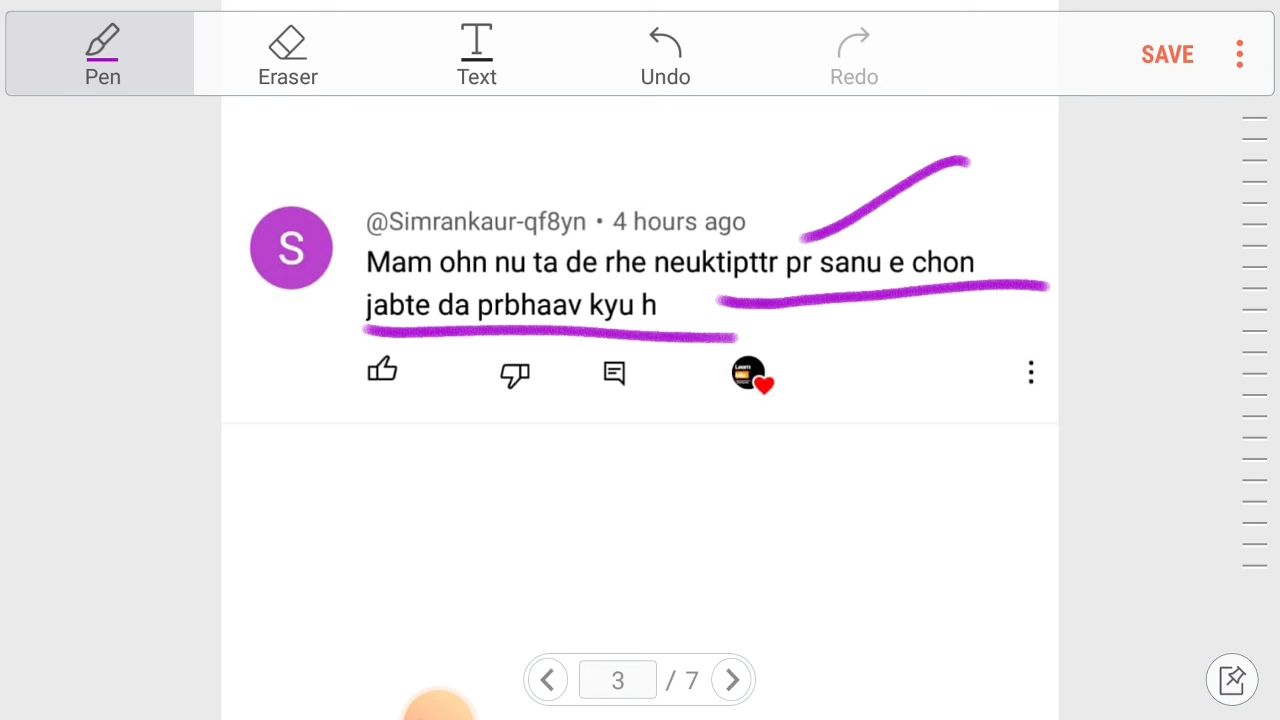 Pen
Eraser
Text
Undo
Redo
SAVE
@Simrankaur-qf8yn • 4 hours ago
S
Mam ohn nu ta de rhe neuktipttr pr sanu e chon
jabte da prbhaav kyu h
Learn
3 / 7